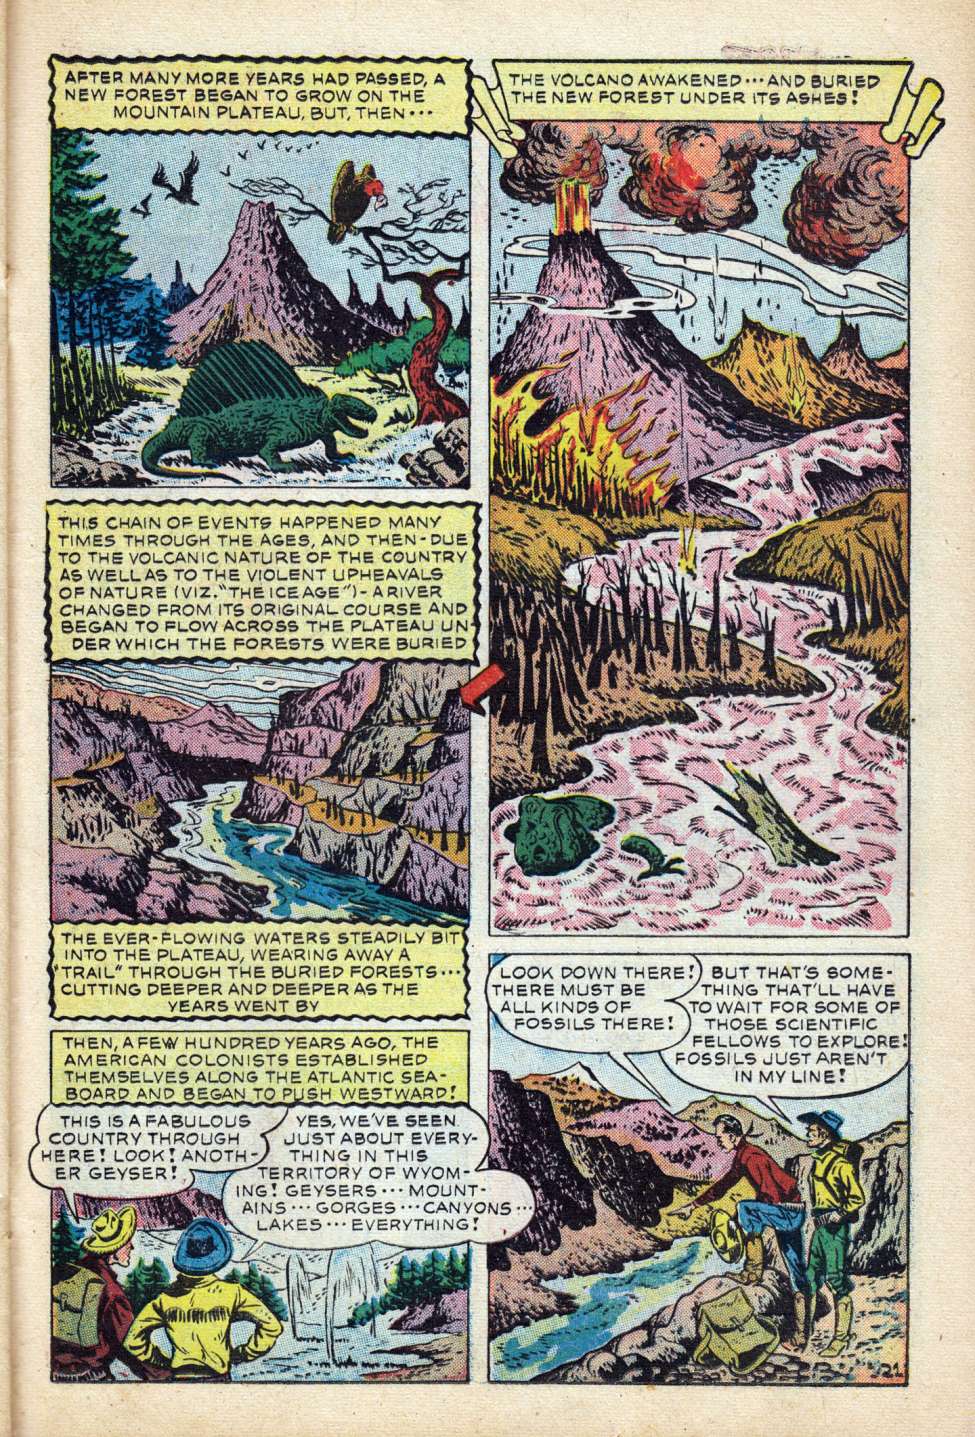 AFTER MANY MORE YEARS HAD PASSED, A
NEW FOREST BEGAN TO GROW ON THE
MOUNTAIN PLATEAU, BUT, THEN...
THE VOLCANO AWAKENED... AND BURIED
THE NEW FOREST UNDER ITS ASHES!
THIS CHAIN OF EVENTS HAPPENED MANY
TIMES THROUGH THE AGES, AND THEN-DUE
TO THE VOLCANIC NATURE OF THE COUNTRY
AS WELL AS TO THE VIOLENT UPHEAVALS
OF NATURE (VIZ. "THE ICE AGE")- A RIVER
CHANGED FROM ITS ORIGINAL COURSE AND
BEGAN TO FLOW ACROSS THE PLATEAU UN-
DER WHICH THE FORESTS WERE BURIED
THE EVER-FLOWING WATERS STEADILY BIT
INTO THE PLATEAU, WEARING AWAY A
"TRAIL" THROUGH THE BURIED FORESTS...
CUTTING DEEPER AND DEEPER AS THE
YEARS WENT BY
THEN, A FEW HUNDRED YEARS AGO, THE
AMERICAN COLONISTS ESTABLISHED
THEMSELVES ALONG THE ATLANTIC SEA-
BOARD AND BEGAN TO PUSH WESTWARD!
THIS IS A FABULOUS
COUNTRY THROUGH
HERE! LOOK! ANOTH-
ER GEYSER!
YES, WE'VE SEEN
JUST ABOUT EVERY-
THING IN THIS
TERRITORY OF WYOM-
ING! GEYSERS... MOUNT-
AINS... GORGES... CANYONS...
LAKES... EVERYTHING!
LOOK DOWN THERE!
THERE MUST BE
ALL KINDS OF
FOSSILS THERE!
BUT THAT'S SOME-
THING THAT'LL HAVE
TO WAIT FOR SOME OF
THOSE SCIENTIFIC
FELLOWS TO EXPLORE!
FOSSILS JUST AREN'T
IN MY LINE!
21